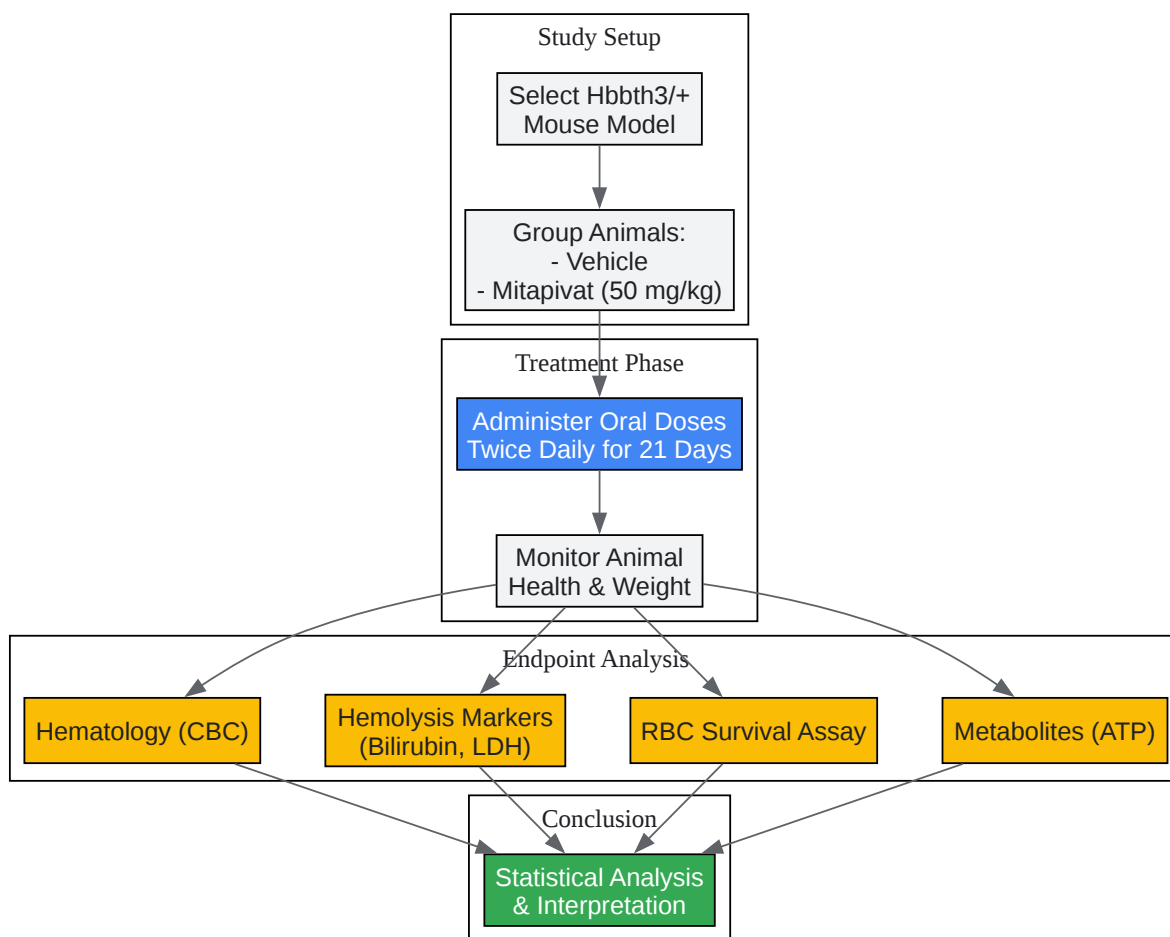 Study Setup
Select Hbbth3/+
Mouse Model
Group Animals:
- Vehicle
- Mitapivat (50 mg/kg)
Treatment Phase
Administer Oral Doses
Twice Daily for 21 Days
Monitor Animal
Health & Weight
Endpoint Analysis
Hematology (CBC)
Hemolysis Markers
(Bilirubin, LDH)
RBC Survival Assay
Metabolites (ATP)
Conclusion
Statistical Analysis
& Interpretation